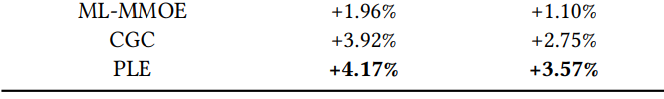 ML-MMOE +1.96% +1.10%
CGC +3.92% +2.75%
PLE +4.17% +3.57%